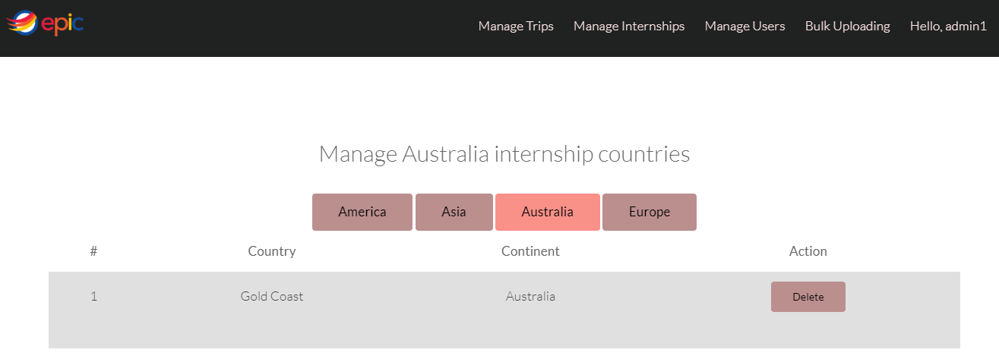 epic
Manage Trips Manage Internships Manage Users Bulk Uploading Hello, admin1
Manage Australia internship countries
America Asia Australia Europe
# Country Continent Action
1 Gold Coast Australia Delete